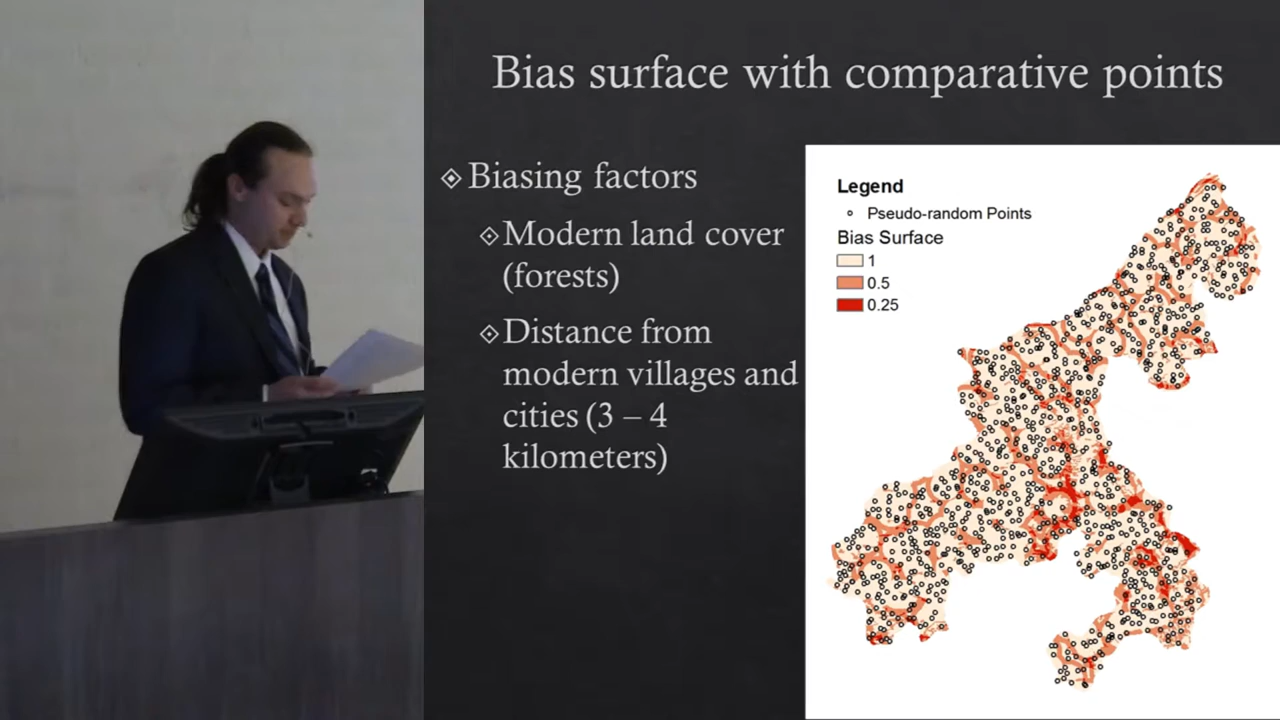 Bias surface with comparative points
Biasing factors
Modern land cover
(forests)
Distance from
modern villages and
cities (3 – 4
kilometers)
Legend
Pseudo-random Points
Bias Surface
1
0.5
0.25